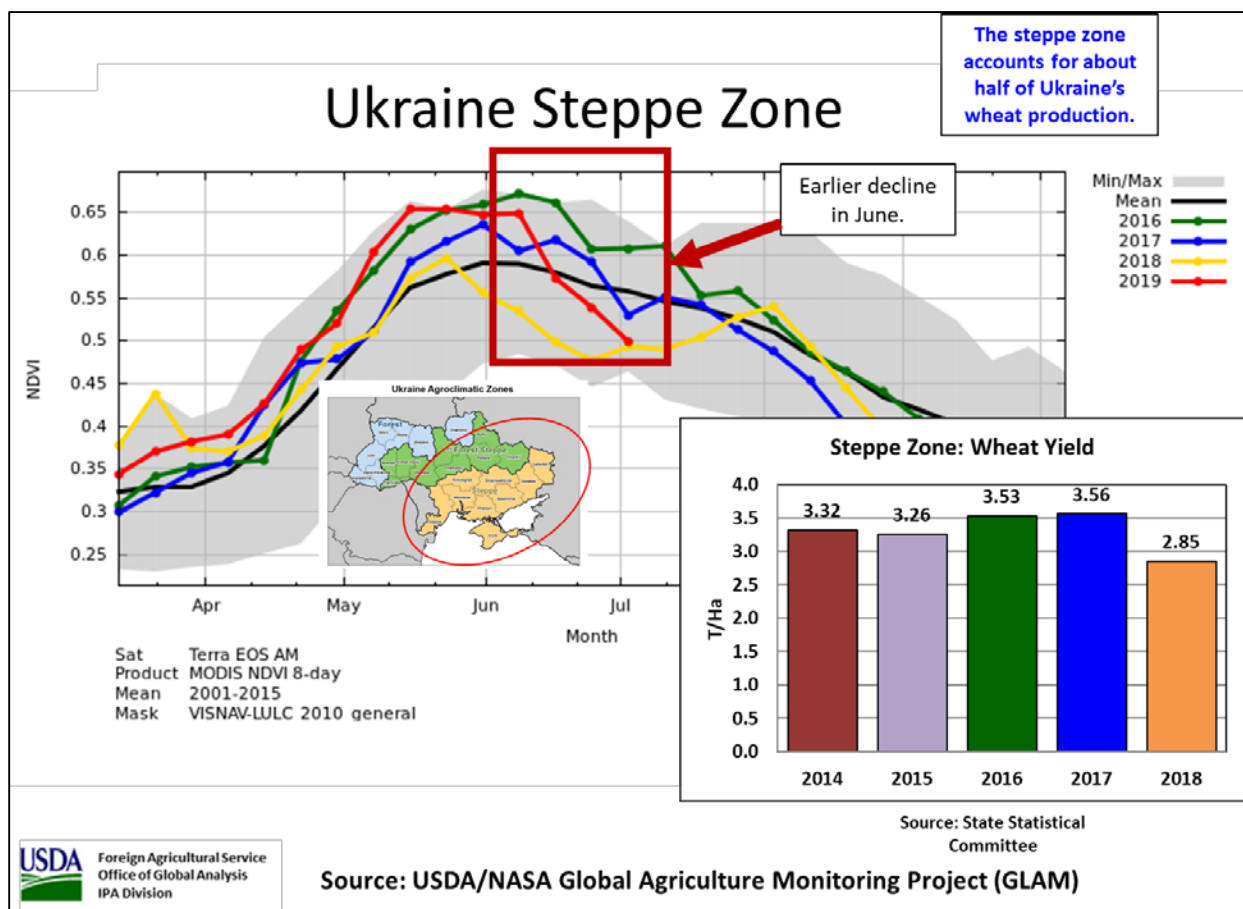 The steppe zone
accounts for about
half of Ukraine's
wheat production.
Ukraine Steppe Zone
Earlier decline
in June.
Min/Max
Mean
2016
2017
2018
2019
NDVI
0.65
0.6
0.55
0.5
0.45
0.4
0.35
0.3
0.25
Apr
May
Jun
Jul
Month
Ukraine Agroclimatic Zones
Forest
Forest Steppe
Steppe
Sat Terra EOS AM
Product MODIS NDVI 8-day
Mean 2001-2015
Mask VISNAV-LULC 2010 general
Steppe Zone: Wheat Yield
T/Ha
4.0
3.5
3.0
2.5
2.0
1.5
1.0
0.5
0.0
3.32
3.26
3.53
3.56
2.85
2014
2015
2016
2017
2018
Source: State Statistical
Committee
USDA
Foreign Agricultural Service
Office of Global Analysis
IPA Division
Source: USDA/NASA Global Agriculture Monitoring Project (GLAM)